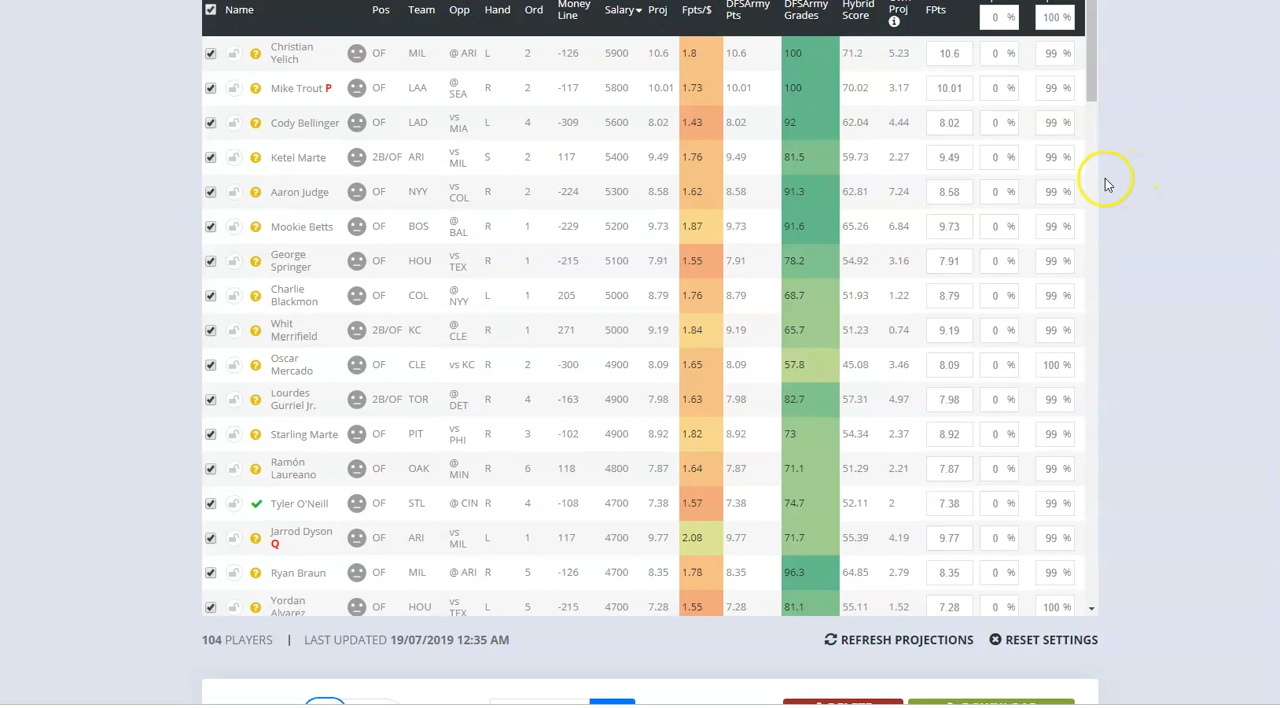 Name Pos Team Opp Hand Ord Money Line Salary Proj Fpts/$ DFSArmy Pts DFSArmy Grades Hybrid Score Proj FPts 0 % 100 %
Christian Yelich OF MIL @ ARI L 2 -126 5900 10.6 1.8 10.6 100 71.2 5.23 10.6 0 % 99 %
Mike Trout P OF LAA @ SEA R 2 -117 5800 10.01 1.73 10.01 100 70.02 3.17 10.01 0 % 99 %
Cody Bellinger OF LAD vs MIA L 4 -309 5600 8.02 1.43 8.02 92 62.04 4.44 8.02 0 % 99 %
Ketel Marte 2B/OF ARI vs MIL S 2 117 5400 9.49 1.76 9.49 81.5 59.73 2.27 9.49 0 % 99 %
Aaron Judge OF NYY vs COL R 2 -224 5300 8.58 1.62 8.58 91.3 62.81 7.24 8.58 0 % 99 %
Mookie Betts OF BOS @ BAL R 1 -229 5200 9.73 1.87 9.73 91.6 65.26 6.84 9.73 0 % 99 %
George Springer OF HOU vs TEX R 1 -215 5100 7.91 1.55 7.91 78.2 54.92 3.16 7.91 0 % 99 %
Charlie Blackmon OF COL @ NYY L 1 205 5000 8.79 1.76 8.79 68.7 51.93 1.22 8.79 0 % 99 %
Whit Merrifield 2B/OF KC @ CLE R 1 271 5000 9.19 1.84 9.19 65.7 51.23 0.74 9.19 0 % 99 %
Oscar Mercado OF CLE vs KC R 2 -300 4900 8.09 1.65 8.09 57.8 45.08 3.46 8.09 0 % 100 %
Lourdes Gurriel Jr. 2B/OF TOR @ DET R 4 -163 4900 7.98 1.63 7.98 82.7 57.31 4.97 7.98 0 % 99 %
Starling Marte OF PIT vs PHI R 3 -102 4900 8.92 1.82 8.92 73 54.34 2.37 8.92 0 % 99 %
Ramón Laureano OF OAK @ MIN R 6 118 4800 7.87 1.64 7.87 71.1 51.29 2.21 7.87 0 % 99 %
Tyler O'Neill OF STL @ CIN R 4 -108 4700 7.38 1.57 7.38 74.7 52.11 2 7.38 0 % 99 %
Jarrod Dyson Q OF ARI vs MIL L 1 117 4700 9.77 2.08 9.77 71.7 55.39 4.19 9.77 0 % 99 %
Ryan Braun OF MIL @ ARI R 5 -126 4700 8.35 1.78 8.35 96.3 64.85 2.79 8.35 0 % 99 %
Yordan Alvarez OF HOU vs TEX L 5 -215 4700 7.28 1.55 7.28 81.1 55.11 1.52 7.28 0 % 100 %
104 PLAYERS | LAST UPDATED 19/07/2019 12:35 AM REFRESH PROJECTIONS RESET SETTINGS